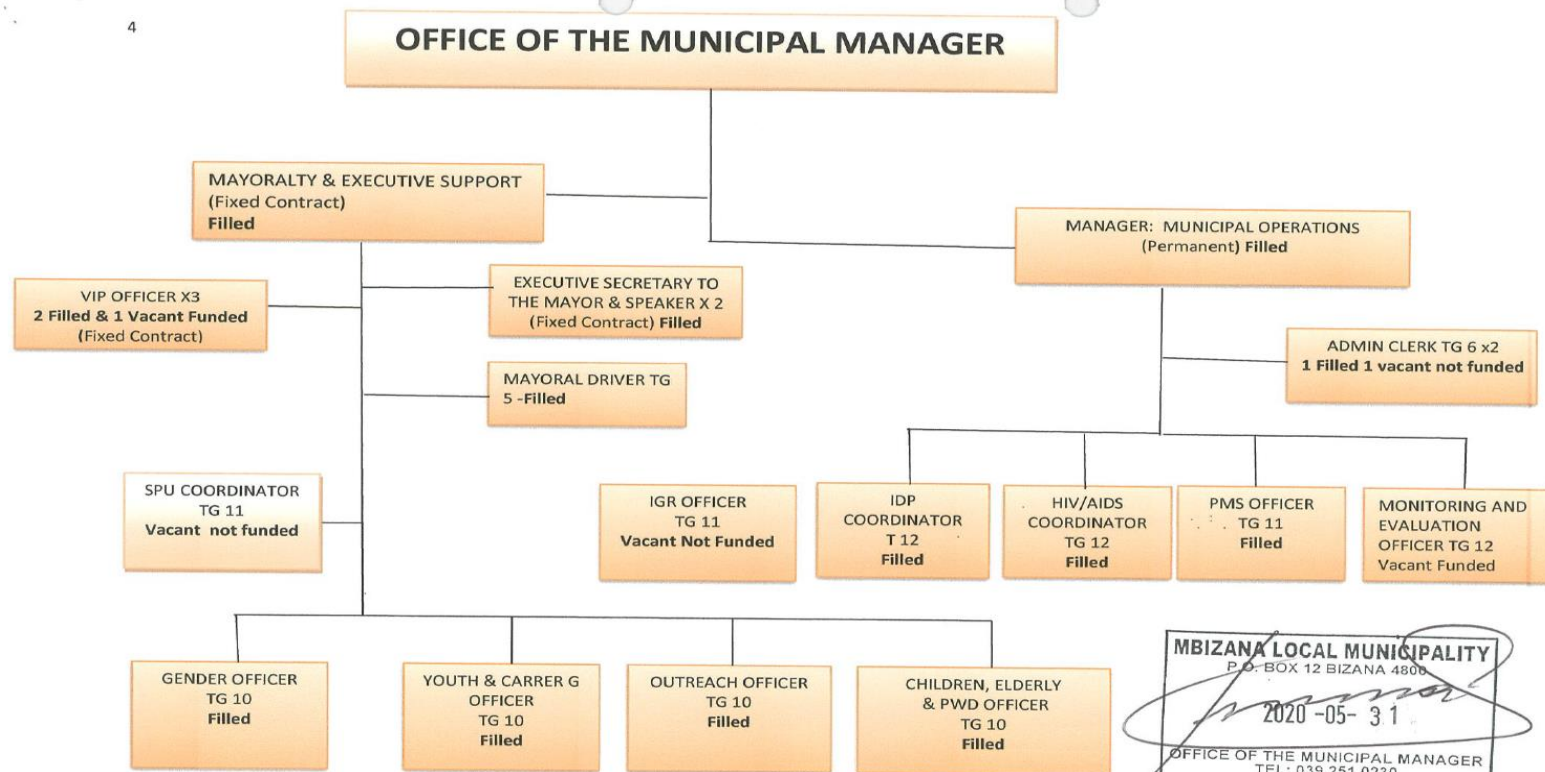 4
OFFICE OF THE MUNICIPAL MANAGER
MAYORALTY & EXECUTIVE SUPPORT
(Fixed Contract)
Filled
MANAGER: MUNICIPAL OPERATIONS
(Permanent) Filled
VIP OFFICER X3
2 Filled & 1 Vacant Funded
(Fixed Contract)
EXECUTIVE SECRETARY TO
THE MAYOR & SPEAKER X 2
(Fixed Contract) Filled
ADMIN CLERK TG 6 x2
1 Filled 1 vacant not funded
MAYORAL DRIVER TG
5 -Filled
SPU COORDINATOR
TG 11
Vacant not funded
IGR OFFICER
TG 11
Vacant Not Funded
IDP
COORDINATOR
T 12
Filled
HIV/AIDS
COORDINATOR
TG 12
Filled
PMS OFFICER
TG 11
Filled
MONITORING AND
EVALUATION
OFFICER TG 12
Vacant Funded
GENDER OFFICER
TG 10
Filled
YOUTH & CARRER G
OFFICER
TG 10
Filled
OUTREACH OFFICER
TG 10
Filled
CHILDREN, ELDERLY
& PWD OFFICER
TG 10
Filled
MBIZANA LOCAL MUNICIPALITY
P.O. BOX 12 BIZANA 4800
2020 -05- 31
OFFICE OF THE MUNICIPAL MANAGER
TEL: 039 251 0230